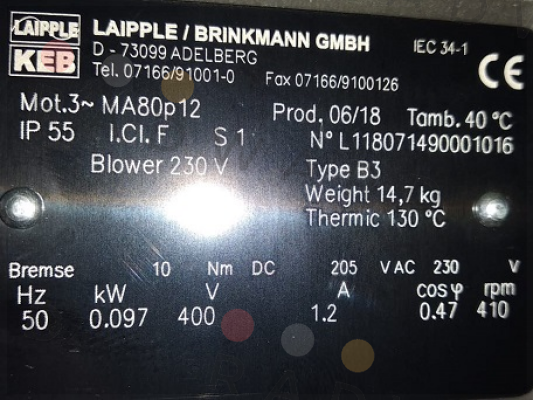 LAIPPLE
KEB
LAIPPLE / BRINKMANN GMBH
D - 73099 ADELBERG
Tel. 07166/91001-0 Fax 07166/9100126
IEC 34-1
CE
Mot.3~ MA80p12 Prod. 06/18 Tamb. 40 °C
IP 55 I.Cl. F S 1 N° L118071490001016
Blower 230 V Type B3
Weight 14,7 kg
Thermic 130 °C
Bremse 10 Nm DC 205 V AC 230 V
Hz kW V A cos φ rpm
50 0.097 400 1.2 0.47 410